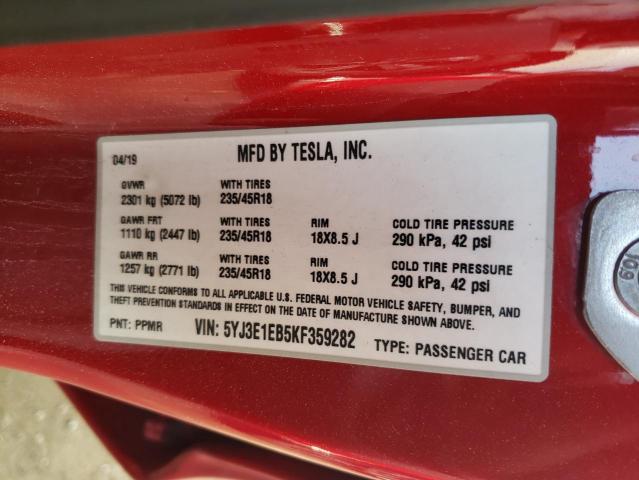 04/19 MFD BY TESLA, INC.
GVWR WITH TIRES
2301 kg (5072 lb) 235/45R18
GAWR FRT WITH TIRES RIM COLD TIRE PRESSURE
1110 kg (2447 lb) 235/45R18 18X8.5 J 290 kPa, 42 psi
GAWR RR WITH TIRES RIM COLD TIRE PRESSURE
1257 kg (2771 lb) 235/45R18 18X8.5 J 290 kPa, 42 psi
THIS VEHICLE CONFORMS TO ALL APPLICABLE U.S. FEDERAL MOTOR VEHICLE SAFETY, BUMPER, AND
THEFT PREVENTION STANDARDS IN EFFECT ON THE DATE OF MANUFACTURE SHOWN ABOVE.
PNT: PPMR VIN: 5YJ3E1EB5KF359282 TYPE: PASSENGER CAR